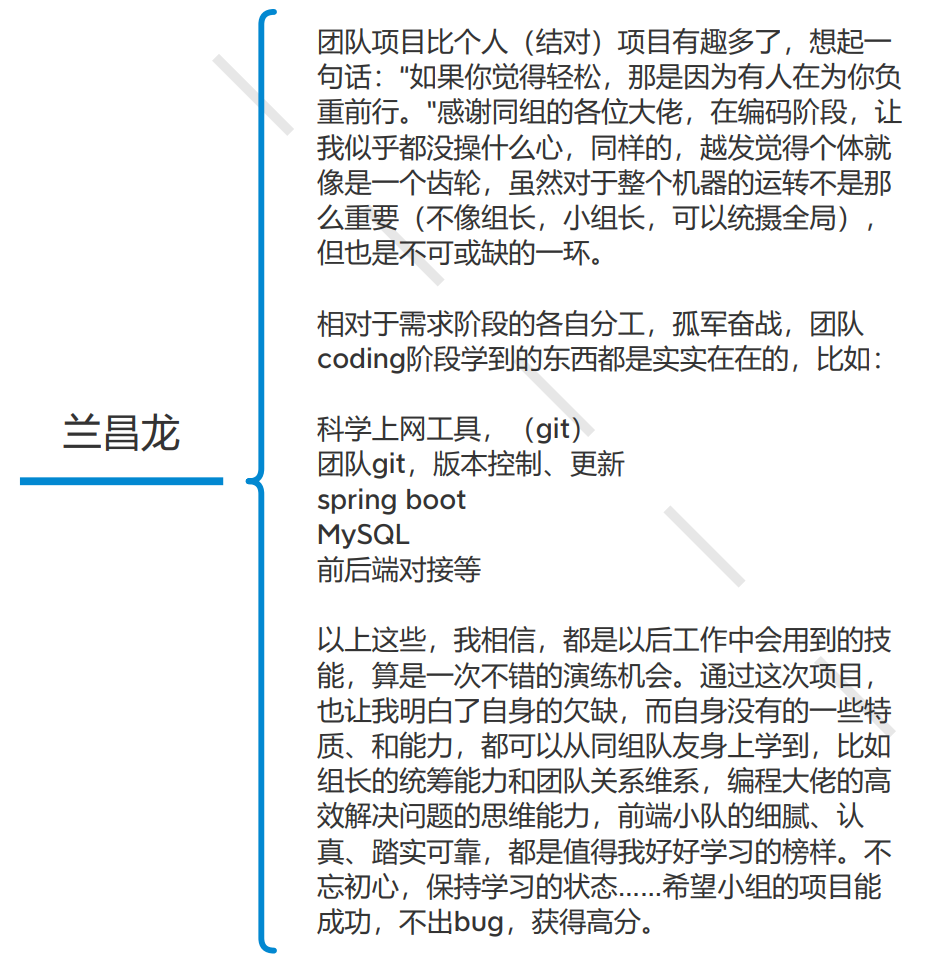 兰昌龙
团队项目比个人（结对）项目有趣多了，想起一
句话："如果你觉得轻松，那是因为有人在为你负
重前行。"感谢同组的各位大佬，在编码阶段，让
我似乎都没操什么心，同样的，越发觉得个体就
像是一个齿轮，虽然对于整个机器的运转不是那
么重要（不像组长，小组长，可以统摄全局），
但也是不可或缺的一环。
相对于需求阶段的各自分工，孤军奋战，团队
coding阶段学到的东西都是实实在在的，比如：
科学上网工具，（git）
团队git，版本控制、更新
spring boot
MySQL
前后端对接等
以上这些，我相信，都是以后工作中会用到的技
能，算是一次不错的演练机会。通过这次项目，
也让我明白了自身的欠缺，而自身没有的一些特
质、和能力，都可以从同组队友身上学到，比如
组长的统筹能力和团队关系维系，编程大佬的高
效解决问题的思维能力，前端小队的细腻、认
真、踏实可靠，都是值得我好好学习的榜样。不
忘初心，保持学习的状态......希望小组的项目能
成功，不出bug，获得高分。